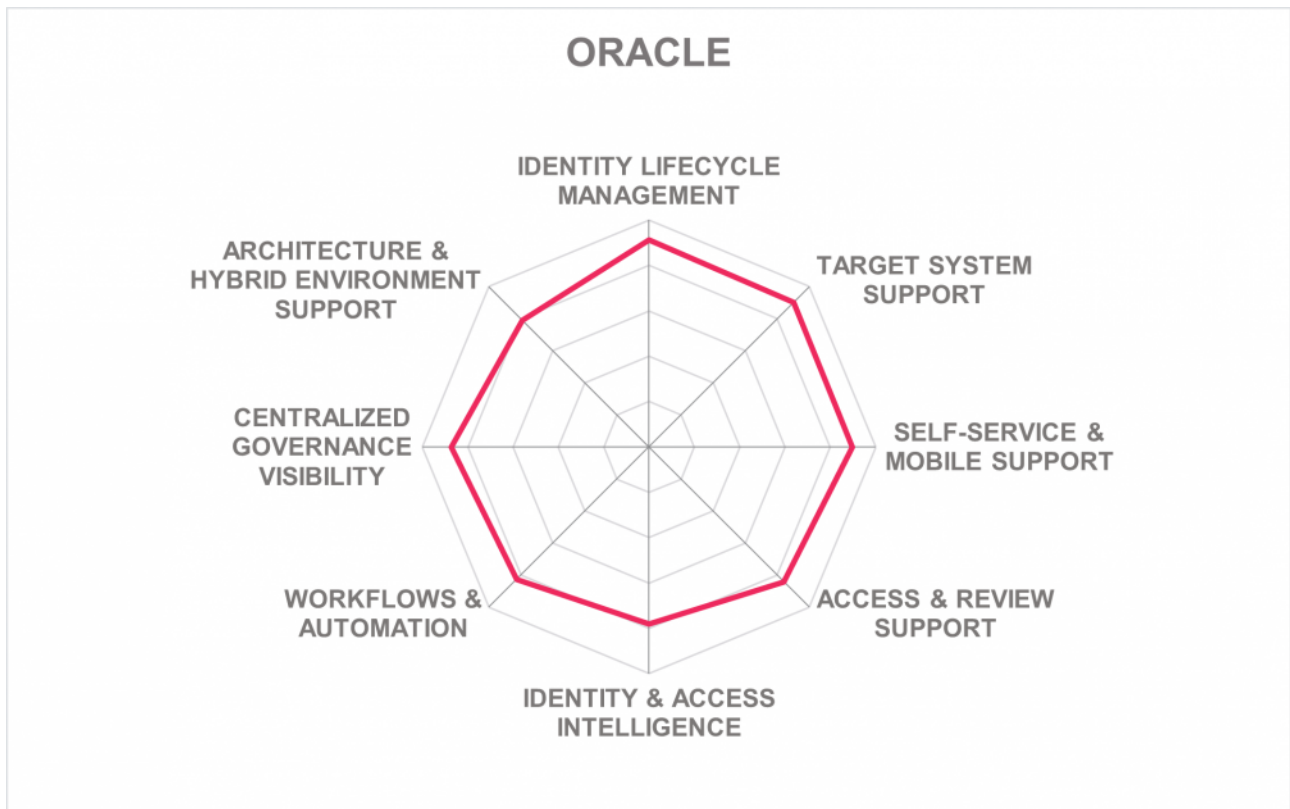 ORACLE
IDENTITY LIFECYCLE
MANAGEMENT
TARGET SYSTEM
SUPPORT
SELF-SERVICE &
MOBILE SUPPORT
ACCESS & REVIEW
SUPPORT
IDENTITY & ACCESS
INTELLIGENCE
WORKFLOWS &
AUTOMATION
CENTRALIZED
GOVERNANCE
VISIBILITY
ARCHITECTURE &
HYBRID ENVIRONMENT
SUPPORT